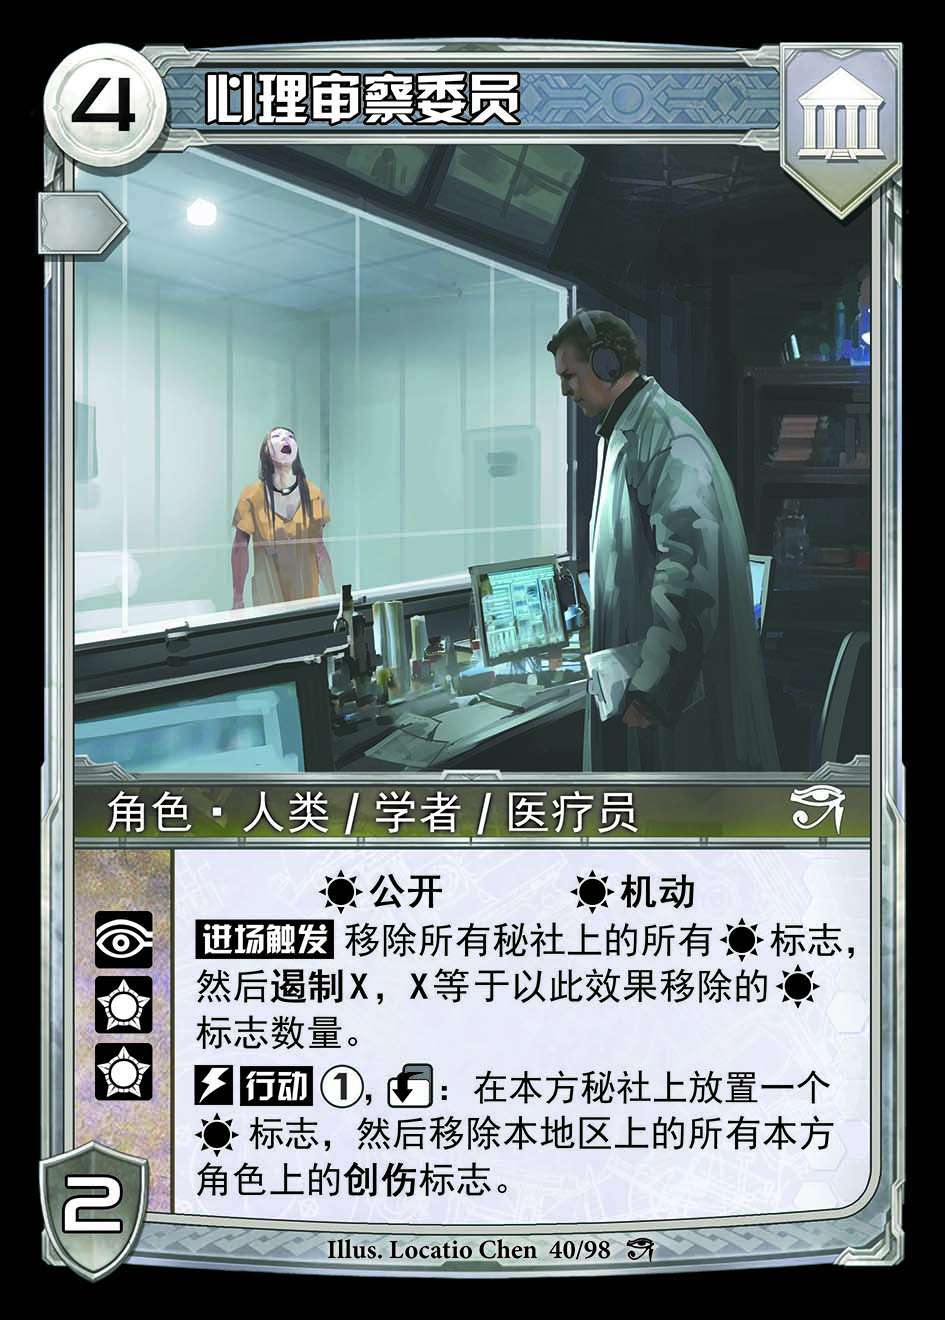 4
心理审察委员
角色·人类 / 学者 / 医疗员
公开 机动
进场触发 移除所有秘社上的所有 标志，
然后遏制X，X等于以此效果移除的
标志数量。
行动 1，：在本方秘社上放置一个
标志，然后移除本地区上的所有本方
角色上的创伤标志。
2
Illus. Locatio Chen 40/98